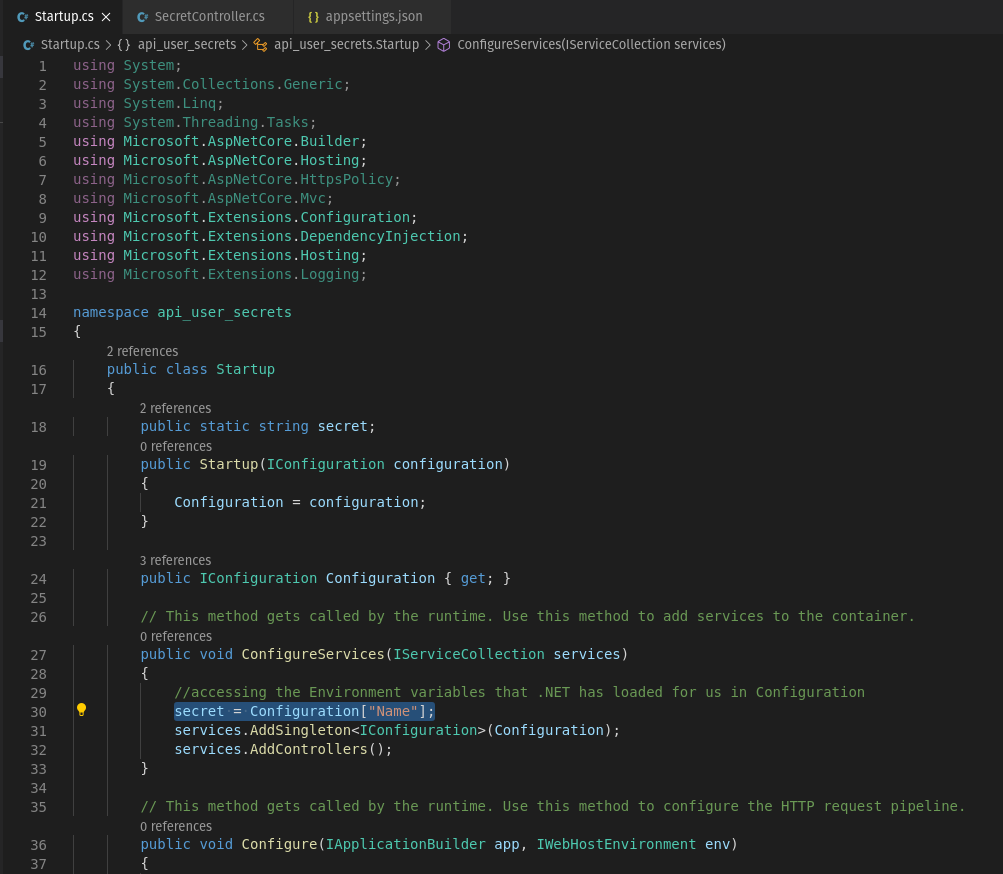 Startup.cs SecretController.cs {} appsettings.json
Startup.cs > {} api_user_secrets > api_user_secrets.Startup > ConfigureServices(IServiceCollection services)
1 using System;
2 using System.Collections.Generic;
3 using System.Linq;
4 using System.Threading.Tasks;
5 using Microsoft.AspNetCore.Builder;
6 using Microsoft.AspNetCore.Hosting;
7 using Microsoft.AspNetCore.HttpsPolicy;
8 using Microsoft.AspNetCore.Mvc;
9 using Microsoft.Extensions.Configuration;
10 using Microsoft.Extensions.DependencyInjection;
11 using Microsoft.Extensions.Hosting;
12 using Microsoft.Extensions.Logging;
13
14 namespace api_user_secrets
15 {
2 references
16 public class Startup
17 {
2 references
18 public static string secret;
0 references
19 public Startup(IConfiguration configuration)
20 {
21 Configuration = configuration;
22 }
23
3 references
24 public IConfiguration Configuration { get; }
25
26 // This method gets called by the runtime. Use this method to add services to the container.
0 references
27 public void ConfigureServices(IServiceCollection services)
28 {
29 //accessing the Environment variables that .NET has loaded for us in Configuration
30 secret = Configuration["Name"];
31 services.AddSingleton<IConfiguration>(Configuration);
32 services.AddControllers();
33 }
34
35 // This method gets called by the runtime. Use this method to configure the HTTP request pipeline.
0 references
36 public void Configure(IApplicationBuilder app, IWebHostEnvironment env)
37 {